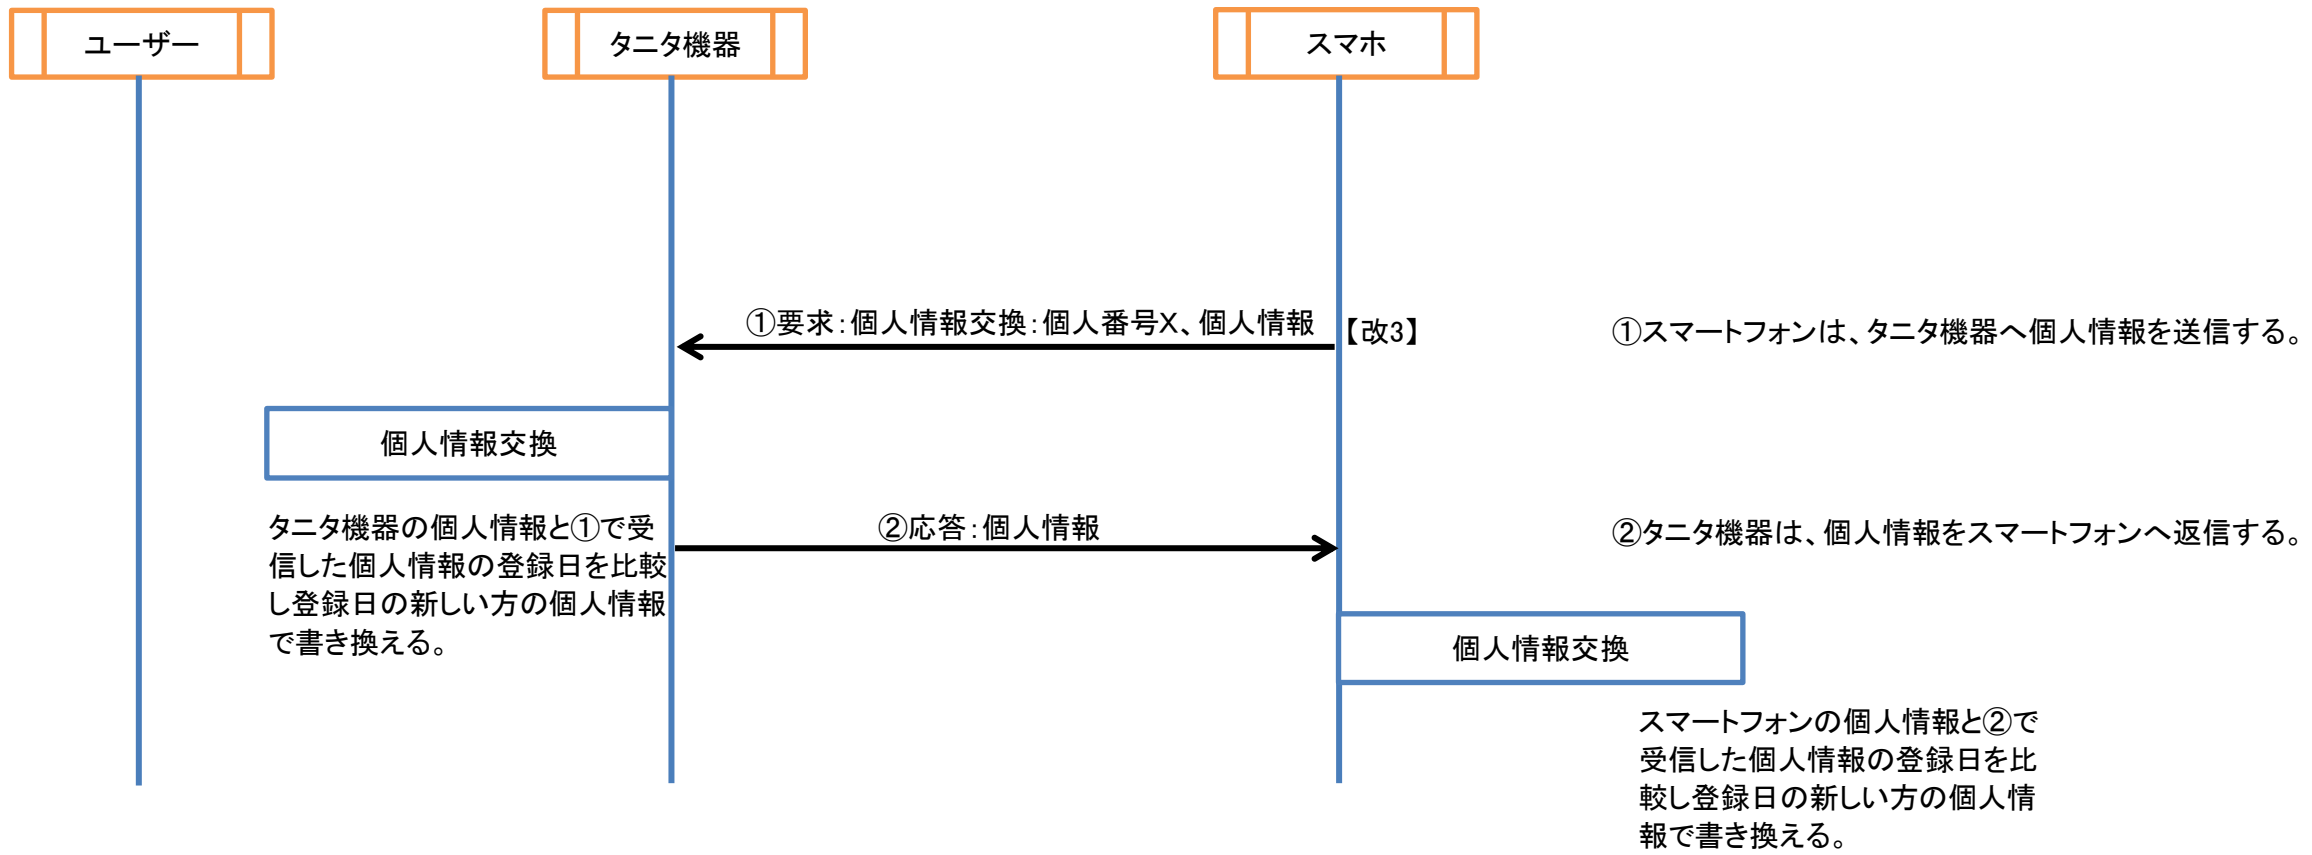 ユーザー
タニタ機器
スマホ
①要求：個人情報交換：個人番号X、個人情報
【改3】
①スマートフォンは、タニタ機器へ個人情報を送信する。
個人情報交換
タニタ機器の個人情報と①で受
信した個人情報の登録日を比較
し登録日の新しい方の個人情報
で書き換える。
②応答：個人情報
②タニタ機器は、個人情報をスマートフォンへ返信する。
個人情報交換
スマートフォンの個人情報と②で
受信した個人情報の登録日を比
較し登録日の新しい方の個人情
報で書き換える。